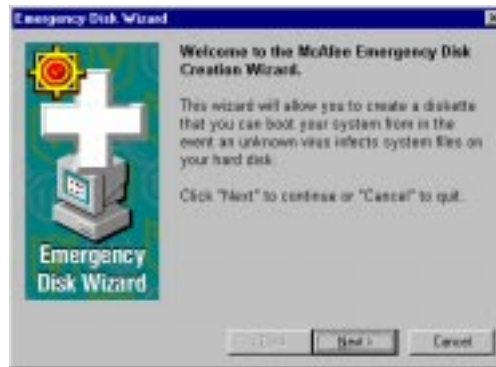 Emergency Disk Wizard
Welcome to the McAfee Emergency Disk
Creation Wizard.
This wizard will allow you to create a diskette
that you can boot your system from in the
event an unknown virus infects system files on
your hard disk.
Click "Next" to continue or "Cancel" to quit.
Emergency
Disk Wizard
Next >
Cancel